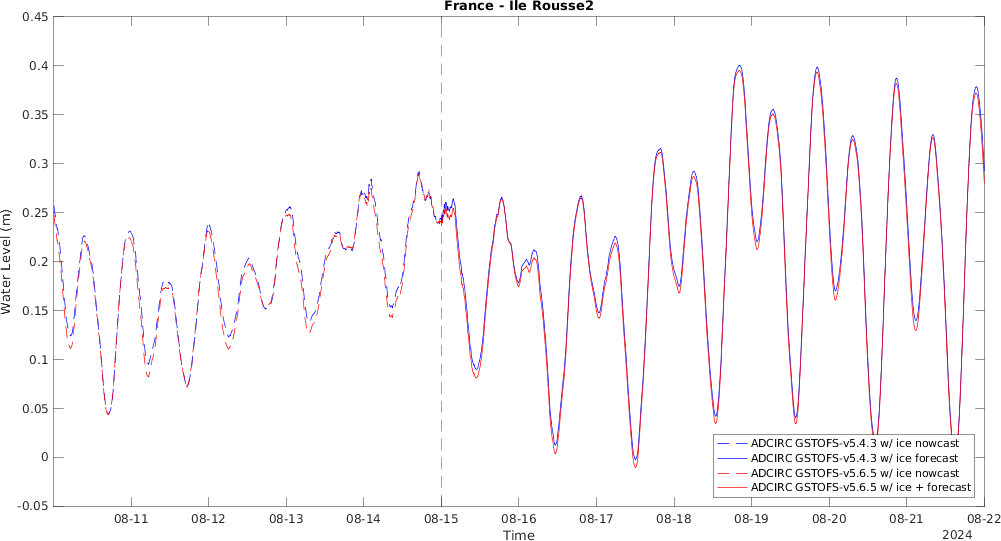 France - Ile Rousse2
Water Level (m)
0.45
0.4
0.35
0.3
0.25
0.2
0.15
0.1
0.05
0
-0.05
ADCIRC GSTOFS-v5.4.3 w/ ice nowcast
ADCIRC GSTOFS-v5.4.3 w/ ice forecast
ADCIRC GSTOFS-v5.6.5 w/ ice nowcast
ADCIRC GSTOFS-v5.6.5 w/ ice + forecast
08-11 08-12 08-13 08-14 08-15 08-16 08-17 08-18 08-19 08-20 08-21 08-22
Time
2024